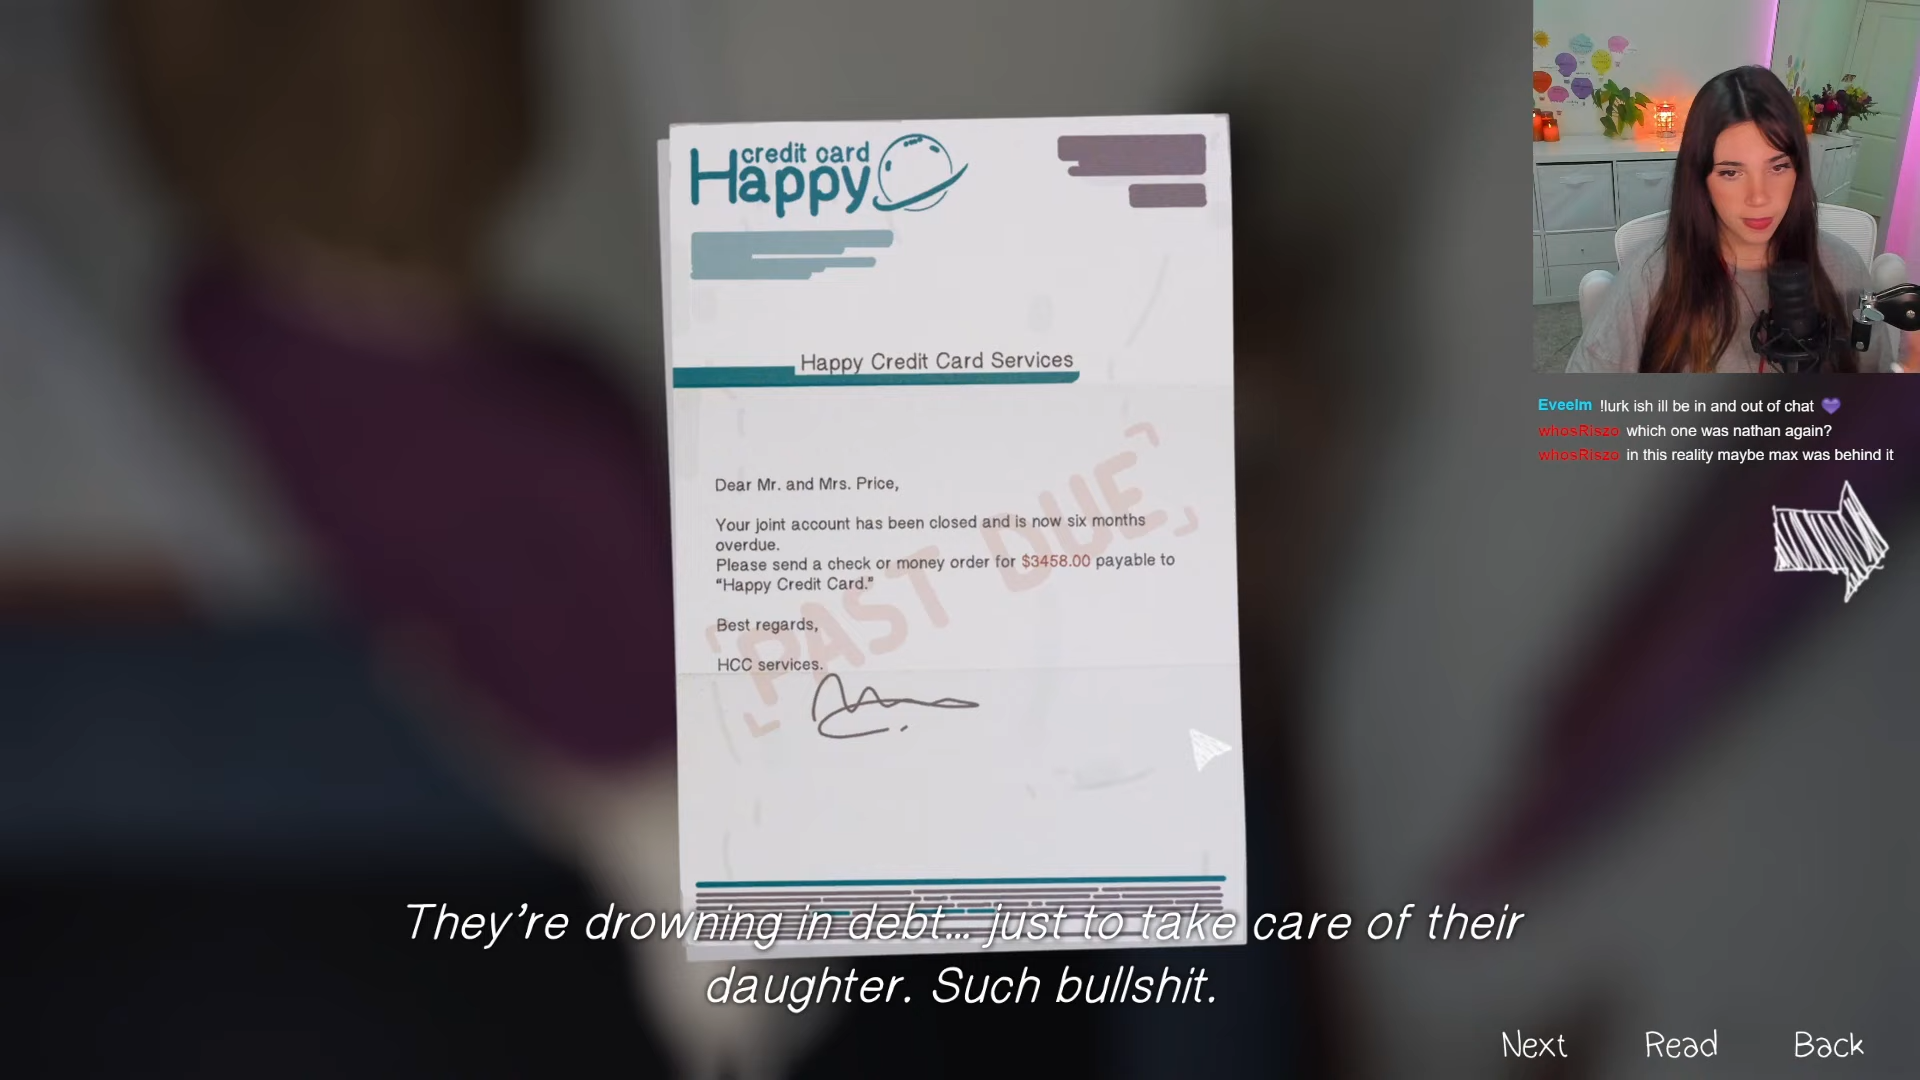 credit card
Happy
Happy Credit Card Services
Dear Mr. and Mrs. Price,
Your joint account has been closed and is now six months
overdue.
Please send a check or money order for $3458.00 payable to
“Happy Credit Card.”
Best regards,
HCC services.
PAST DUE
They’re drowning in debt... just to take care of their
daughter. Such bullshit.
Eveelm !lurk ish ill be in and out of chat
whosRiszo which one was nathan again?
whosRiszo in this reality maybe max was behind it
Next Read Back